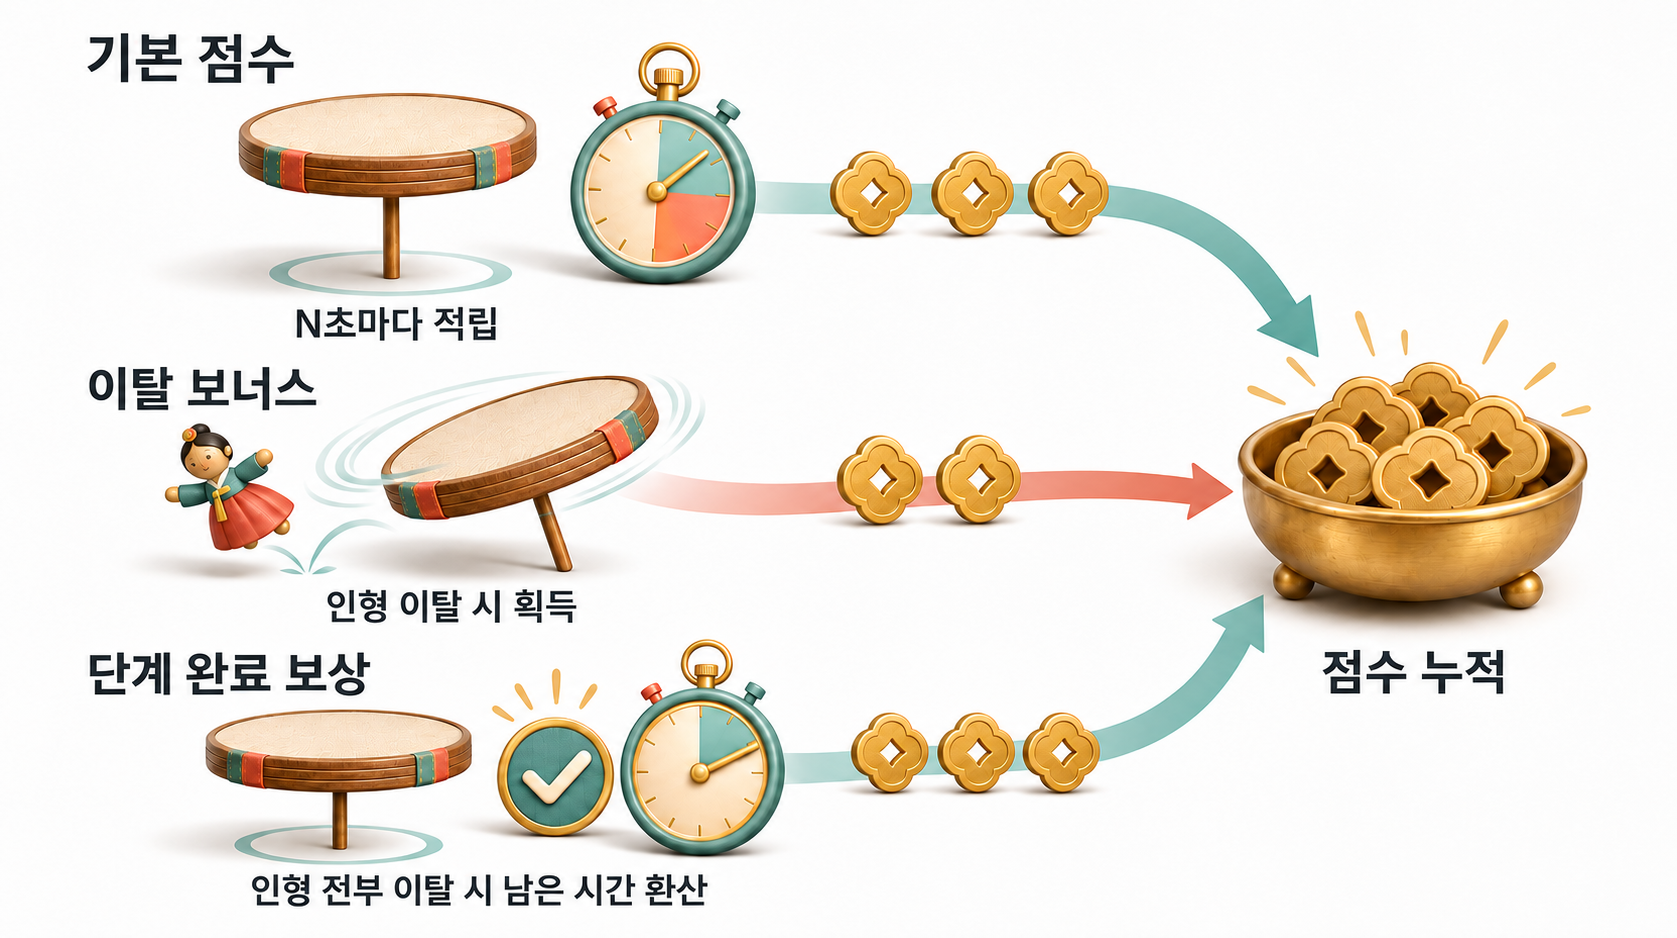 기본 점수
N초마다 적립
이탈 보너스
인형 이탈 시 획득
단계 완료 보상
인형 전부 이탈 시 남은 시간 환산
점수 누적